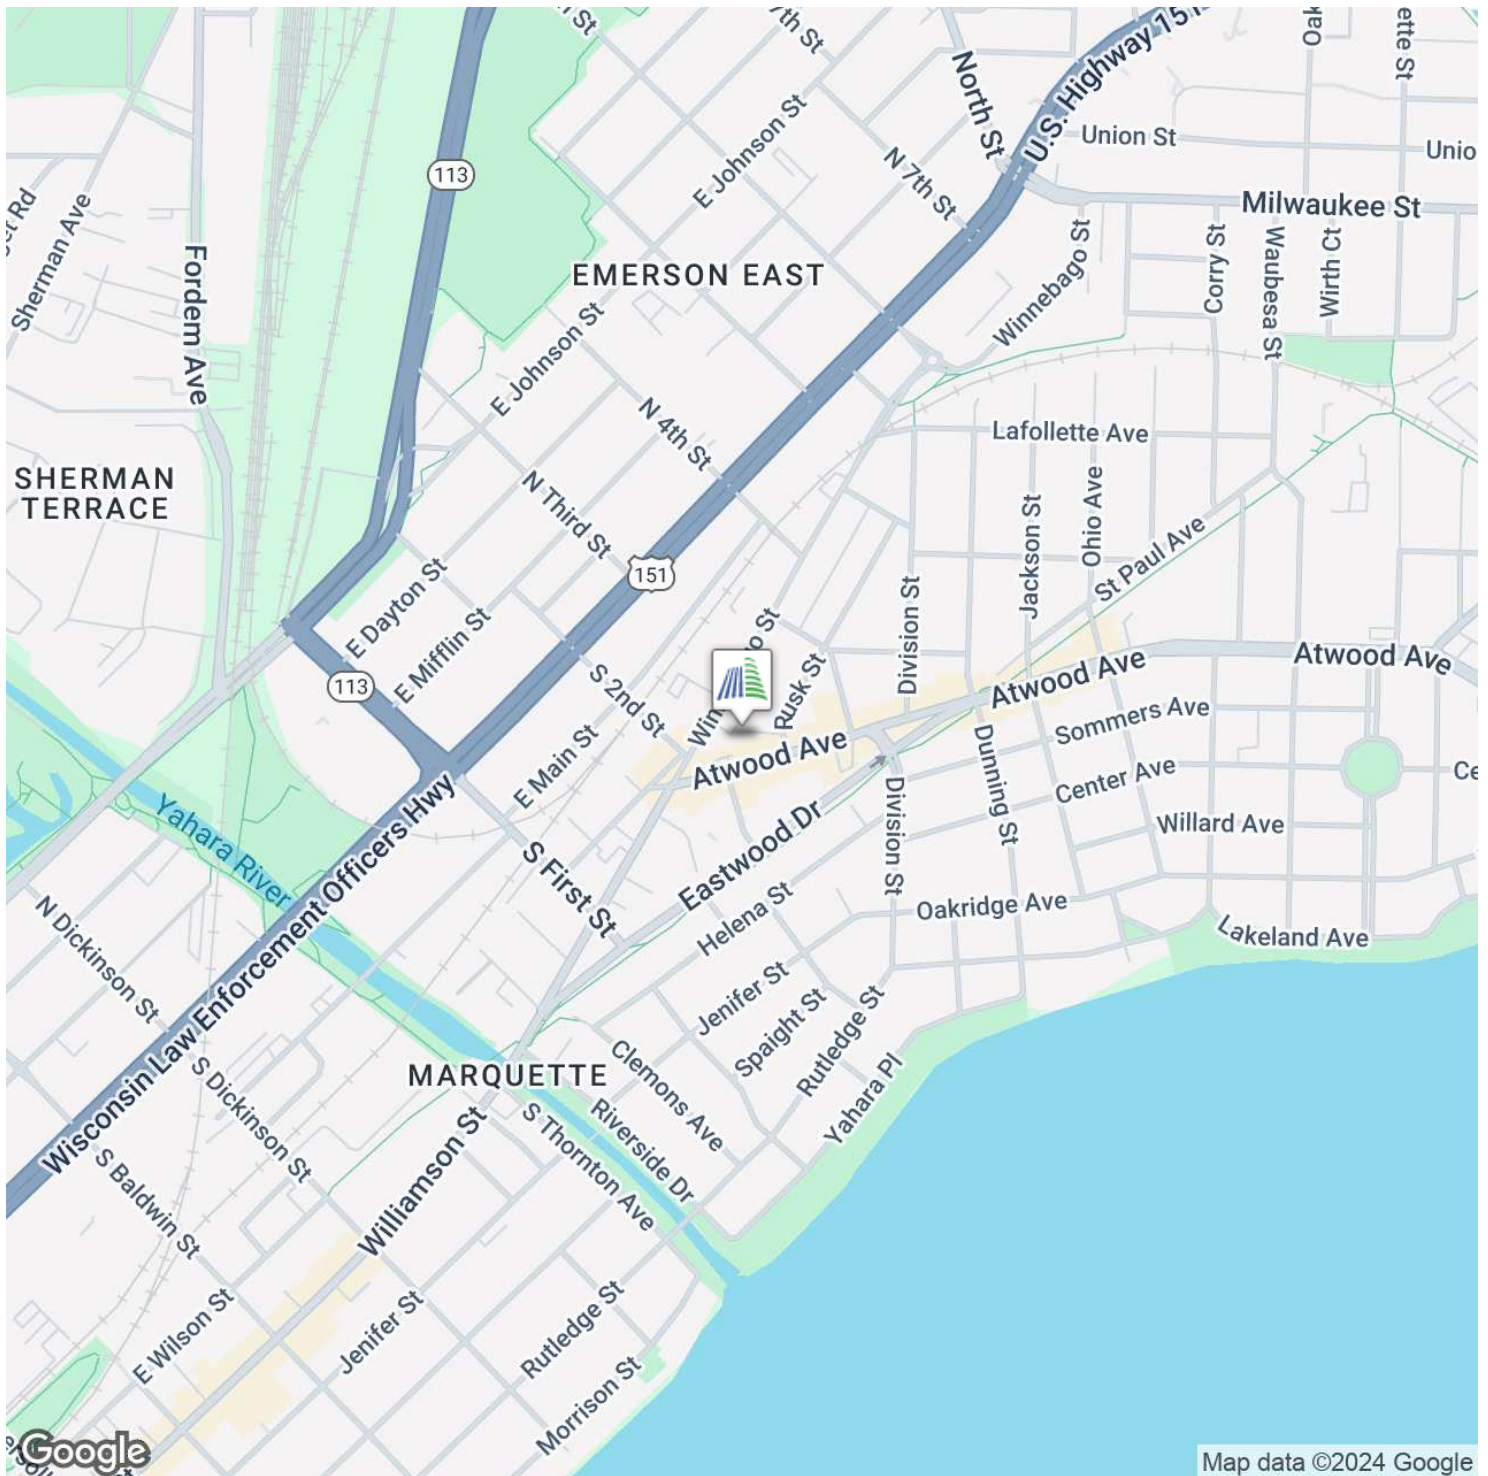 U.S. Highway 151
North St
Union St
Milwaukee St
Sherman Ave
Fordem Ave
113
E Johnson St
N 7th St
EMERSON EAST
Winnebago St
Corry St
Waubesa St
Wirth Ct
E Johnson St
N 4th St
Lafollette Ave
SHERMAN
TERRACE
N Third St
151
Jackson St
Ohio Ave
St Paul Ave
E Dayton St
E Mifflin St
Division St
113
S 2nd St
Rusk St
Atwood Ave
Atwood Ave
Atwood Ave
Sommers Ave
Center Ave
Willard Ave
Dunning St
Division St
E Main St
Yahara River
Wisconsin Law Enforcement Officers Hwy
S First St
Eastwood Dr
Helena St
Oakridge Ave
Lakeland Ave
N Dickinson St
Jenifer St
Spaight St
Rutledge St
Yahara Pl
MARQUETTE
Clemons Ave
Riverside Dr
S Thornton Ave
S Dickinson St
S Baldwin St
Williamson St
E Wilson St
Jenifer St
Rutledge St
Morrison St
Google
Map data ©2024 Google